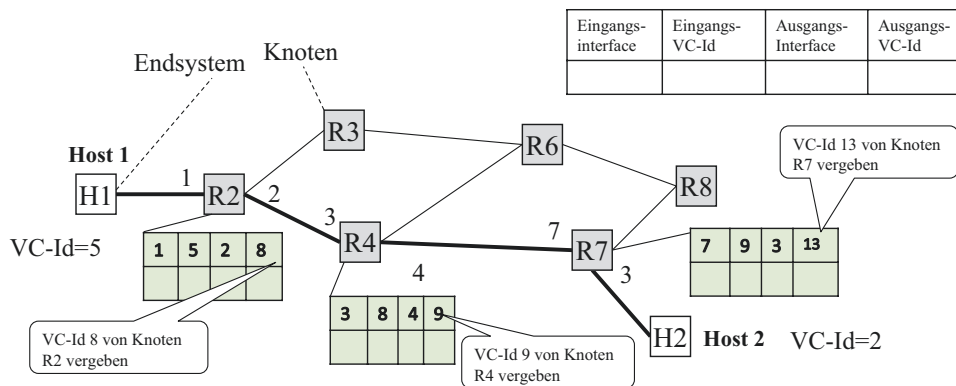 Eingangs-
interface
Eingangs-
VC-Id
Ausgangs-
Interface
Ausgangs-
VC-Id
Endsystem
Knoten
Host 1
H1
1
R2
2
R3
R6
R8
VC-Id 13 von Knoten
R7 vergeben
3
R4
4
7
R7
3
VC-Id=5
1 5 2 8
VC-Id 8 von Knoten
R2 vergeben
3 8 4 9
VC-Id 9 von Knoten
R4 vergeben
7 9 3 13
H2
Host 2
VC-Id=2